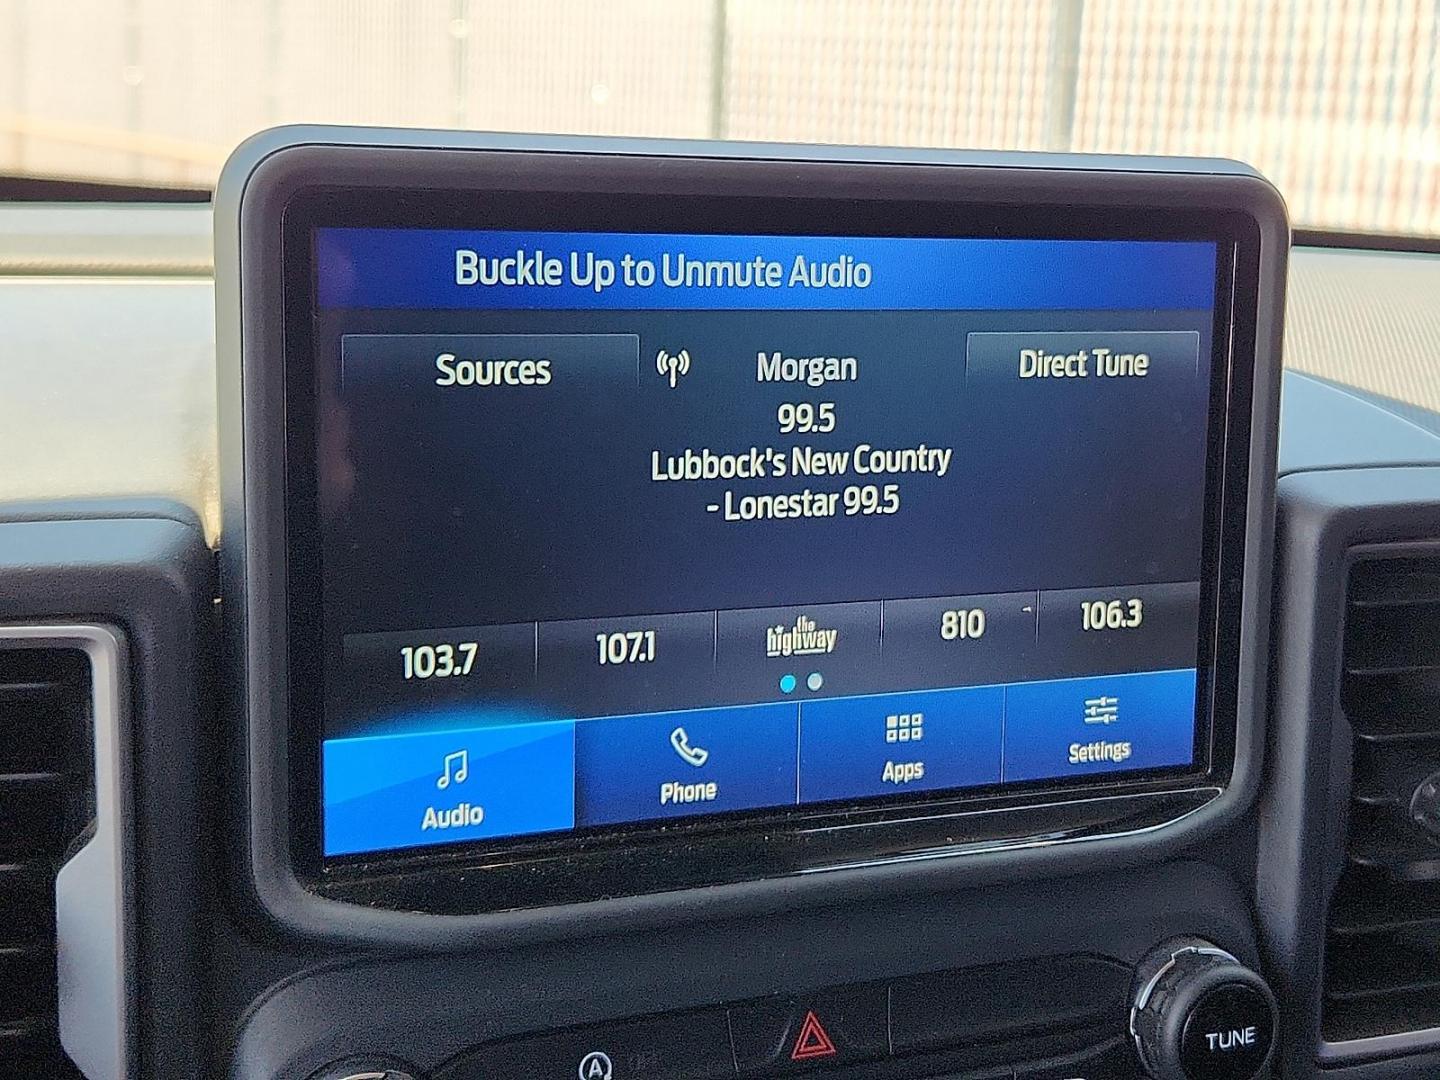 Buckle Up to Unmute Audio
Sources
Morgan
Direct Tune
99.5
Lubbock's New Country
- Lonestar 99.5
103.7
107.1
the highway
810
106.3
Audio
Phone
Apps
Settings
A
TUNE